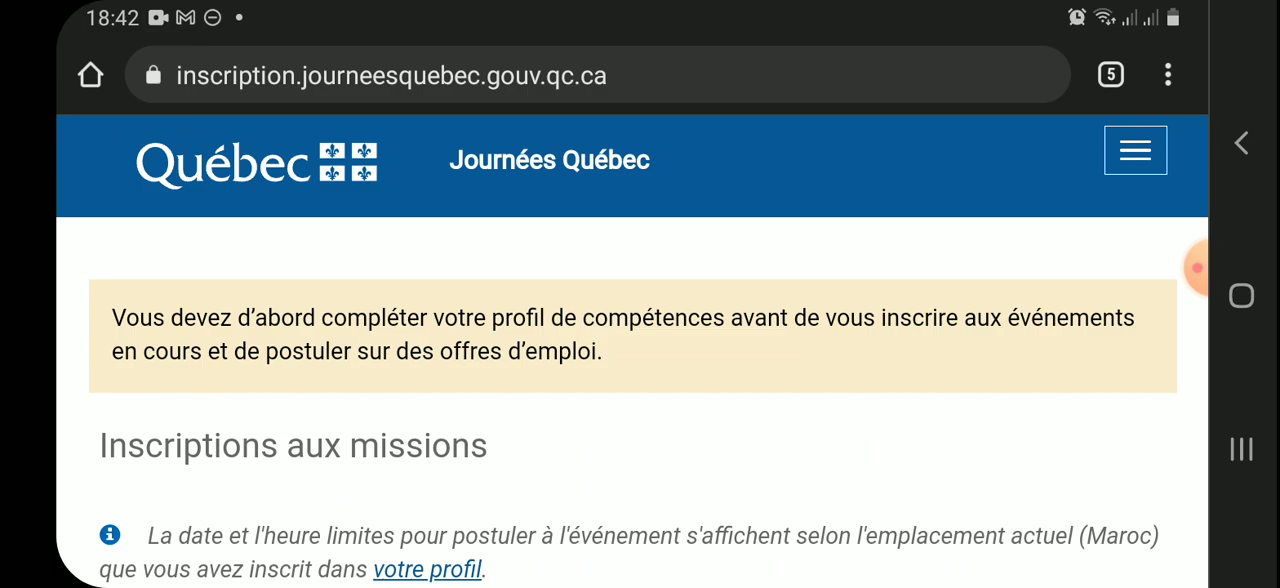 18:42
inscription.journeesquebec.gouv.qc.ca
5
Québec
Journées Québec
Vous devez d’abord compléter votre profil de compétences avant de vous inscrire aux événements
en cours et de postuler sur des offres d’emploi.
Inscriptions aux missions
La date et l'heure limites pour postuler à l'événement s'affichent selon l'emplacement actuel (Maroc)
que vous avez inscrit dans votre profil.